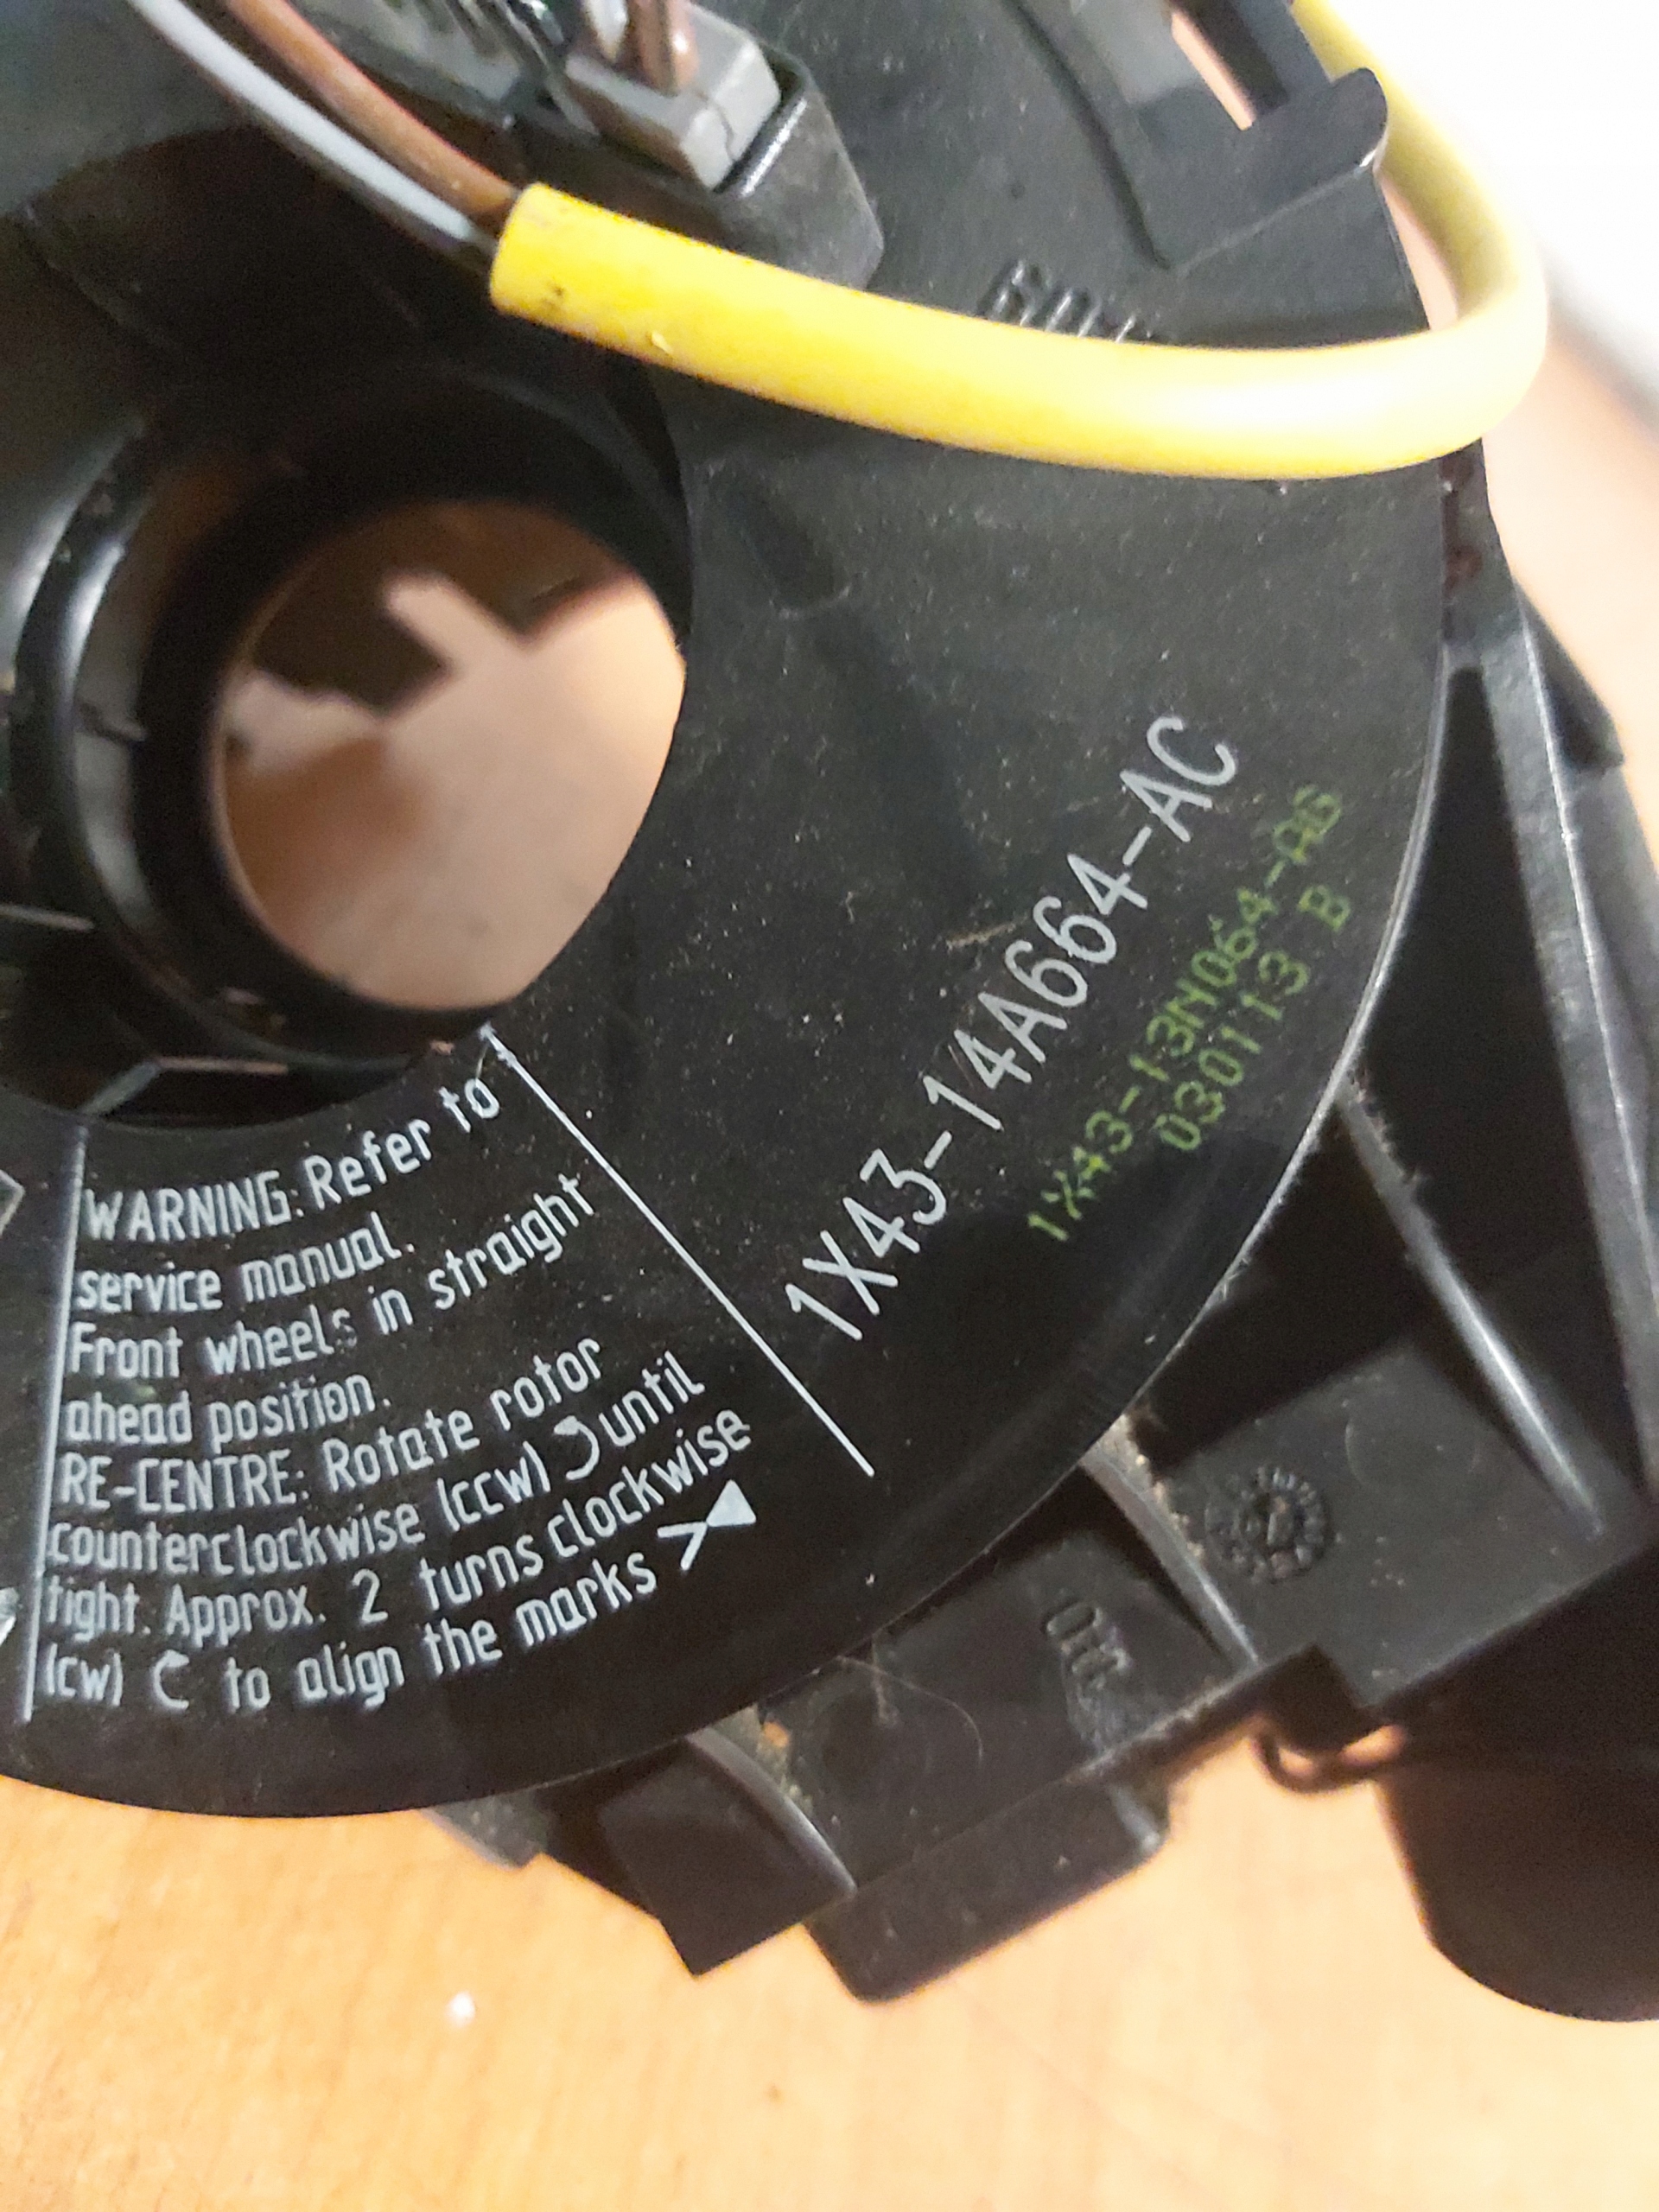 1X43-14A664-AC
1X43-13N064-AB
030113 B
WARNING: Refer to
service manual.
Front wheels in straight
ahead position.
RE-CENTRE: Rotate rotor
counterclockwise (ccw) until
tight. Approx. 2 turns clockwise
(cw) to align the marks